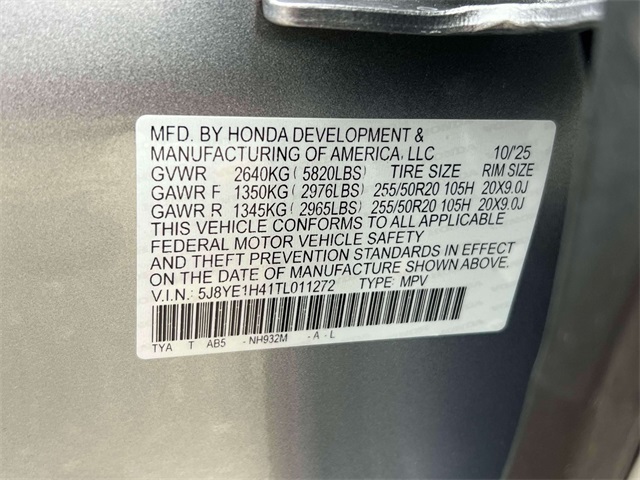 MFD. BY HONDA DEVELOPMENT &
MANUFACTURING OF AMERICA, LLC 10/'25
GVWR 2640KG ( 5820LBS) TIRE SIZE RIM SIZE
GAWR F 1350KG ( 2976LBS) 255/50R20 105H 20X9.0J
GAWR R 1345KG ( 2965LBS) 255/50R20 105H 20X9.0J
THIS VEHICLE CONFORMS TO ALL APPLICABLE
FEDERAL MOTOR VEHICLE SAFETY
AND THEFT PREVENTION STANDARDS IN EFFECT
ON THE DATE OF MANUFACTURE SHOWN ABOVE.
V.I.N.: 5J8YE1H41TL011272 TYPE: MPV
TYA T AB5 -NH932M -A-L